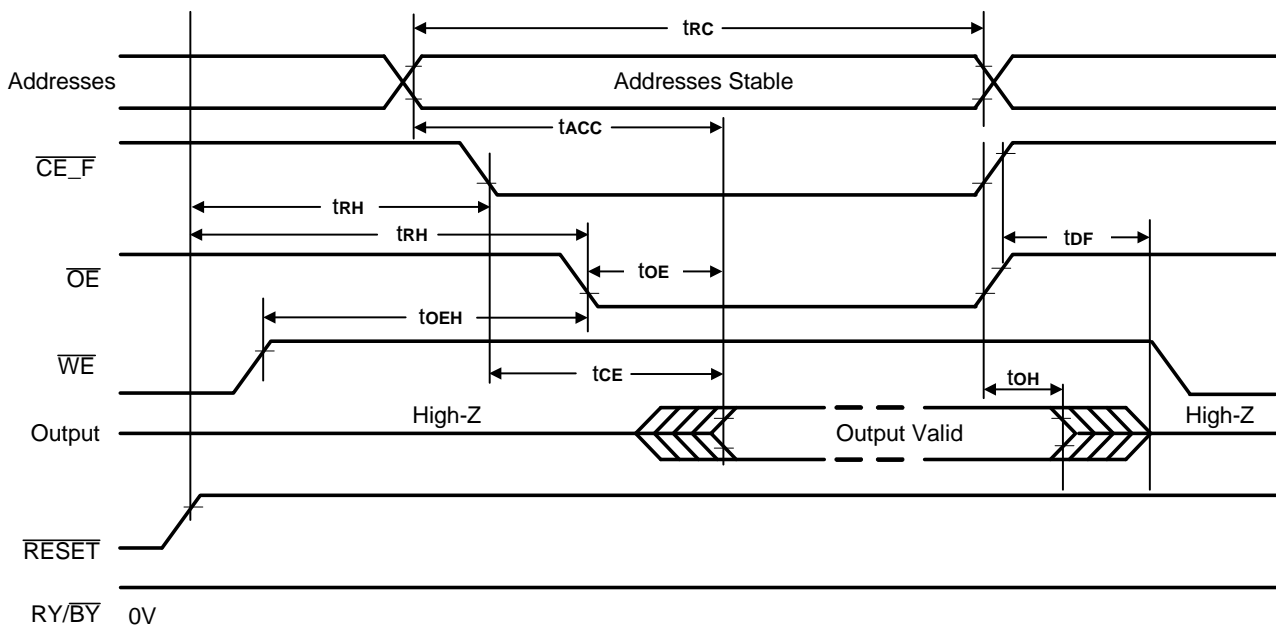 tRC
Addresses
Addresses Stable
tACC
CE_F
tRH
tRH
tDF
OE
tOE
tOEH
WE
tCE
tOH
High-Z
High-Z
Output
Output Valid
RESET
RY/BY
0V